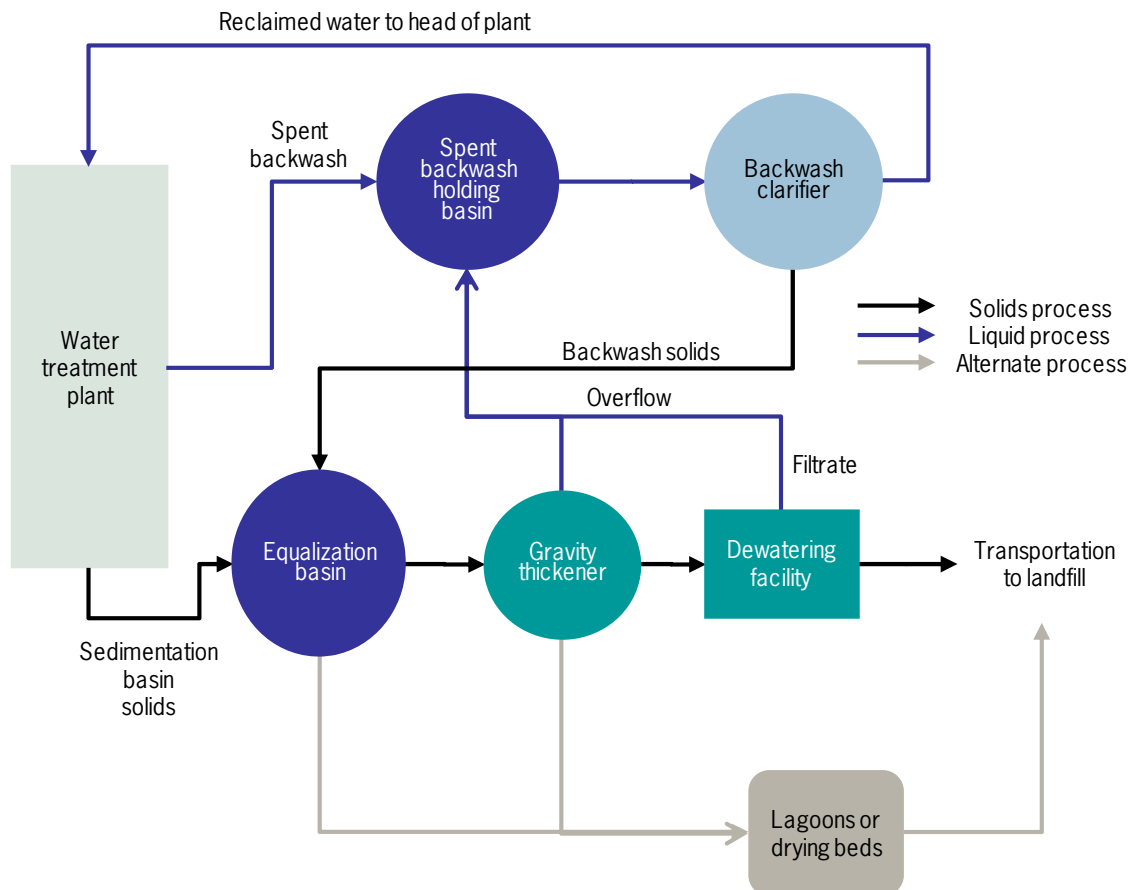 Reclaimed water to head of plant
Spent
backwash
Spent
backwash
holding
basin
Backwash
clarifier
Water
treatment
plant
Solids process
Liquid process
Alternate process
Backwash solids
Overflow
Filtrate
Equalization
basin
Gravity
thickener
Dewatering
facility
Transportation
to landfill
Sedimentation
basin
solids
Lagoons or
drying beds